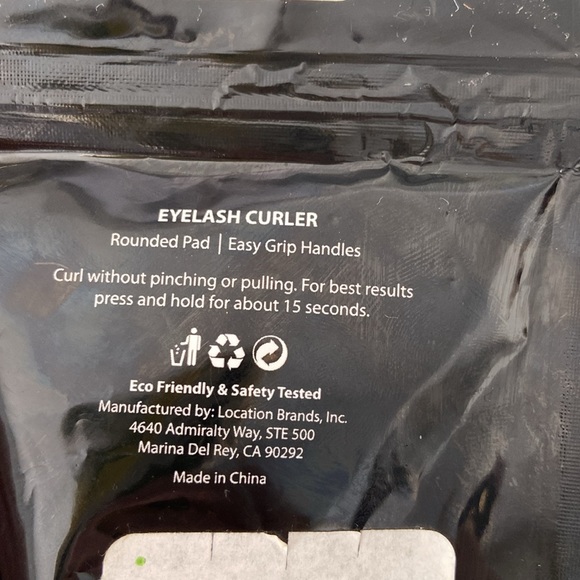 EYELASH CURLER
Rounded Pad | Easy Grip Handles
Curl without pinching or pulling. For best results
press and hold for about 15 seconds.
Eco Friendly & Safety Tested
Manufactured by: Location Brands, Inc.
4640 Admiralty Way, STE 500
Marina Del Rey, CA 90292
Made in China